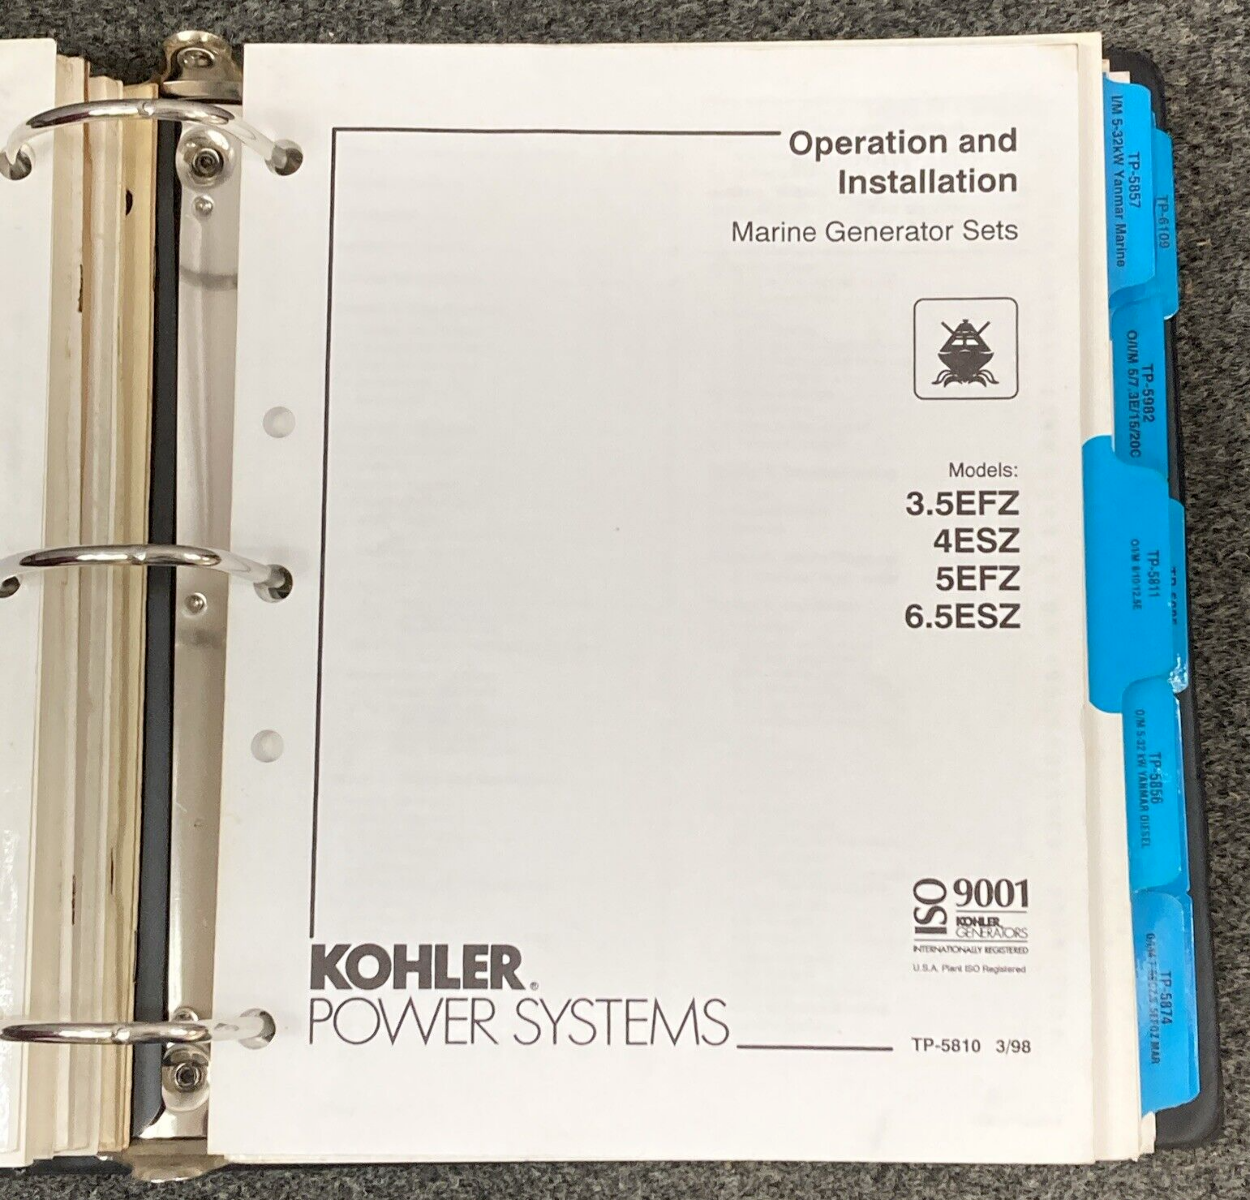 Operation and
Installation
Marine Generator Sets
Models:
3.5EFZ
4ESZ
5EFZ
6.5ESZ
ISO 9001
KOHLER
GENERATORS
INTERNATIONALLY REGISTERED
U.S.A. Plant ISO Registered
KOHLER®
POWER SYSTEMS
TP-5810 3/98
TP-5857
I/M 5-32kW Yanmar Marine
TP-6109
TP-5982
O/I/M 5/7.3E/15/20C
TP-5811
TP-5856
O/M 5-32 KW YANMAR DIESEL
TP-5874